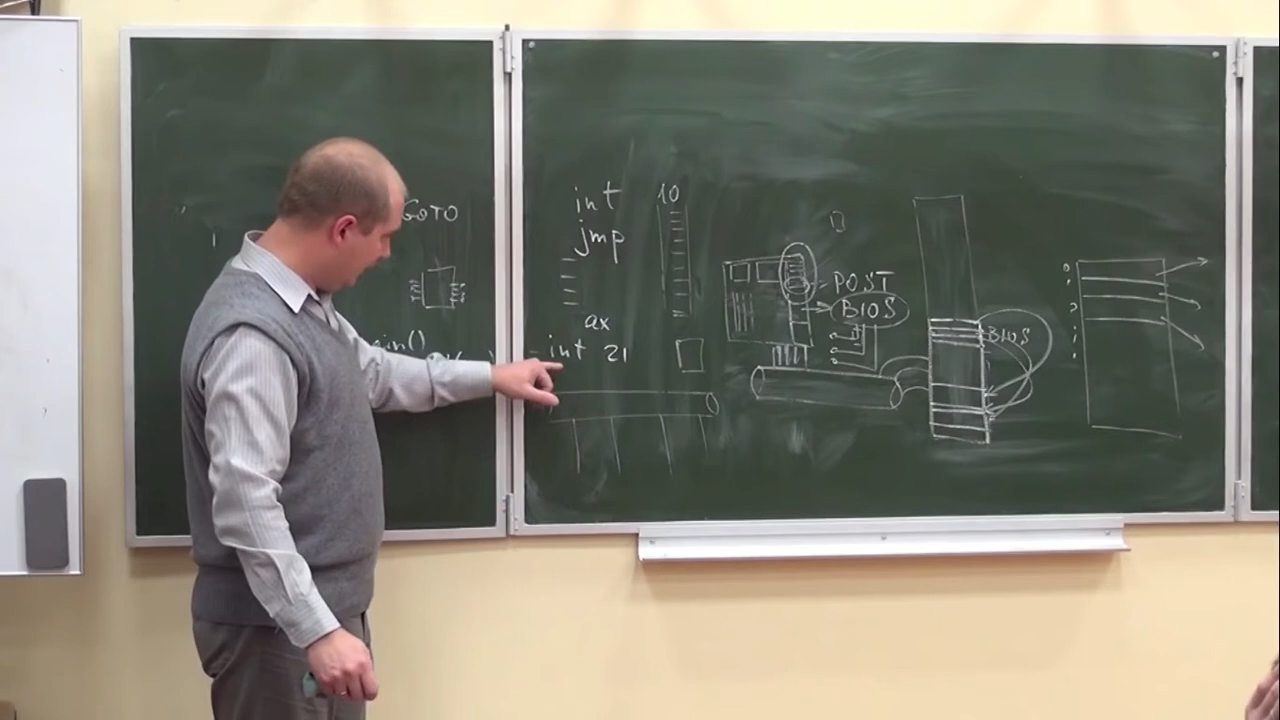 GOTO
int 10
jmp
ax
int 21
POST
BIOS
BIOS